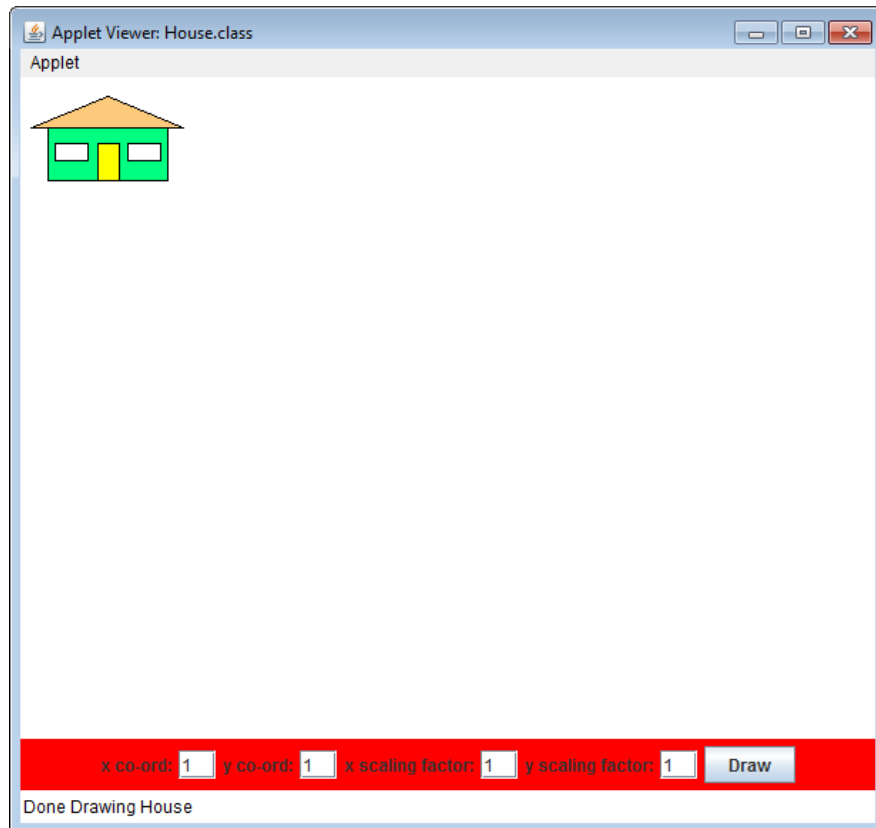 Applet Viewer: House.class
Applet
x co-ord: 1 y co-ord: 1 x scaling factor: 1 y scaling factor: 1 Draw
Done Drawing House